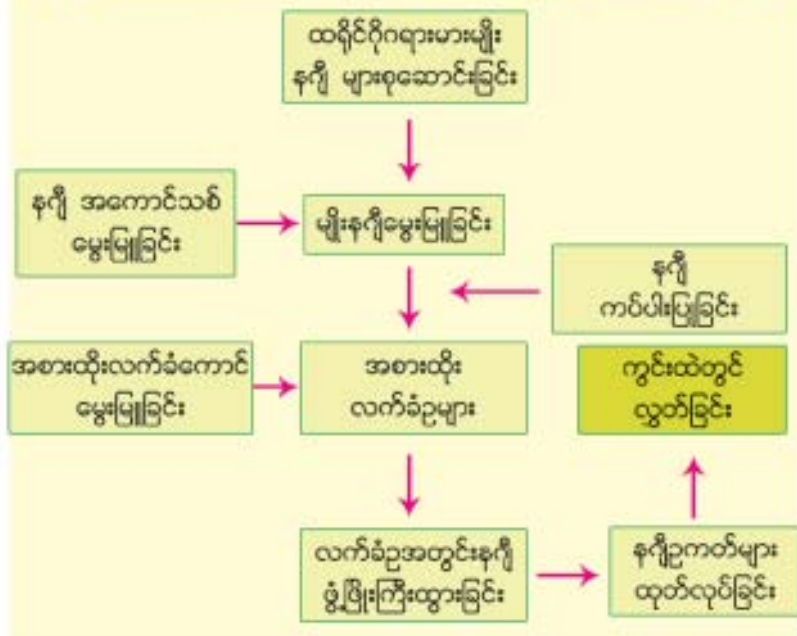 ထရိုင်ဂိုဂရားမားမျိုး
နဂျီ များစုဆောင်းခြင်း
နဂျီ အကောင်သစ်
မွေးမြူခြင်း
မျိုးနဂျီမွေးမြူခြင်း
နဂျီ
ကပ်ပါးပြုခြင်း
အစားထိုးလက်ခံကောင်
မွေးမြူခြင်း
အစားထိုး
လက်ခံဥများ
ကွင်းထဲတွင်
လွှတ်ခြင်း
လက်ခံဥအတွင်းနဂျီ
ဖွံ့ဖြိုးကြီးထွားခြင်း
နဂျီဥကတ်များ
ထုတ်လုပ်ခြင်း